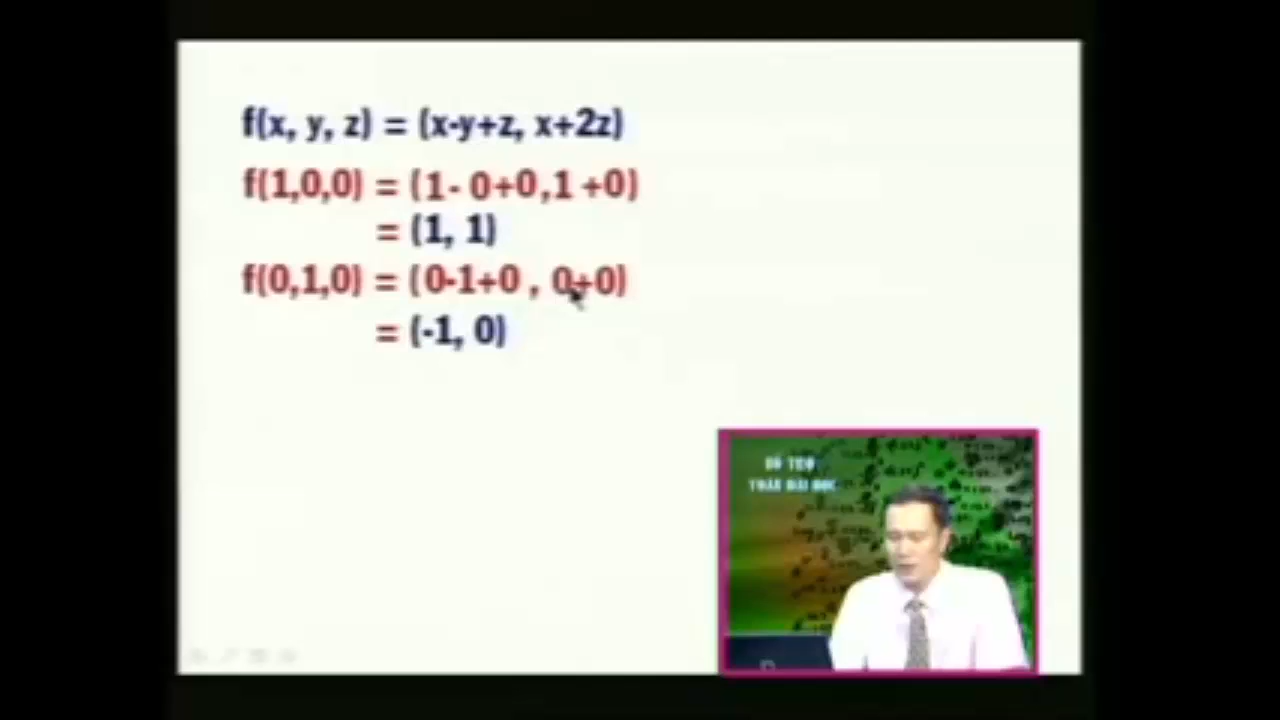 f(x, y, z) = (x-y+z, x+2z)
f(1,0,0) = (1- 0+0,1 +0)
= (1, 1)
f(0,1,0) = (0-1+0 , 0+0)
= (-1, 0)